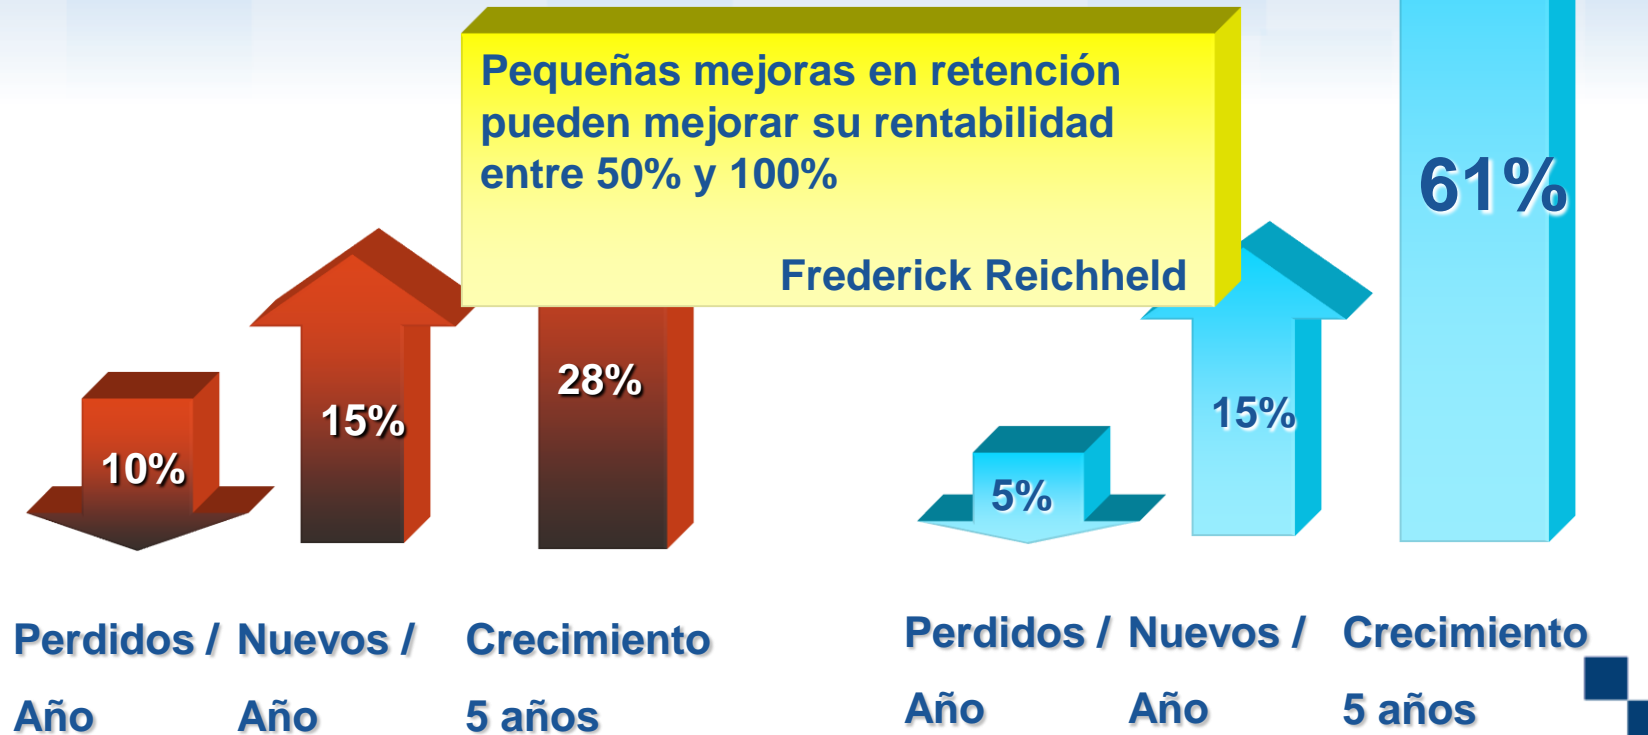 Pequeñas mejoras en retención
pueden mejorar su rentabilidad
entre 50% y 100%
Frederick Reichheld
10%
15%
28%
5%
15%
61%
Perdidos /
Año
Nuevos /
Año
Crecimiento
5 años
Perdidos /
Año
Nuevos /
Año
Crecimiento
5 años